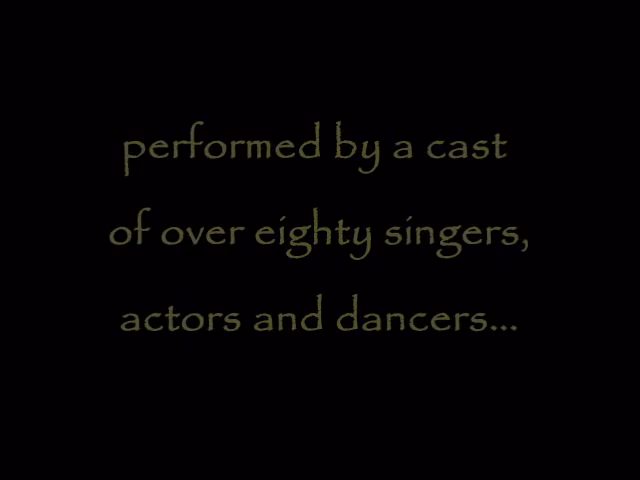 performed by a cast
of over eighty singers,
actors and dancers...